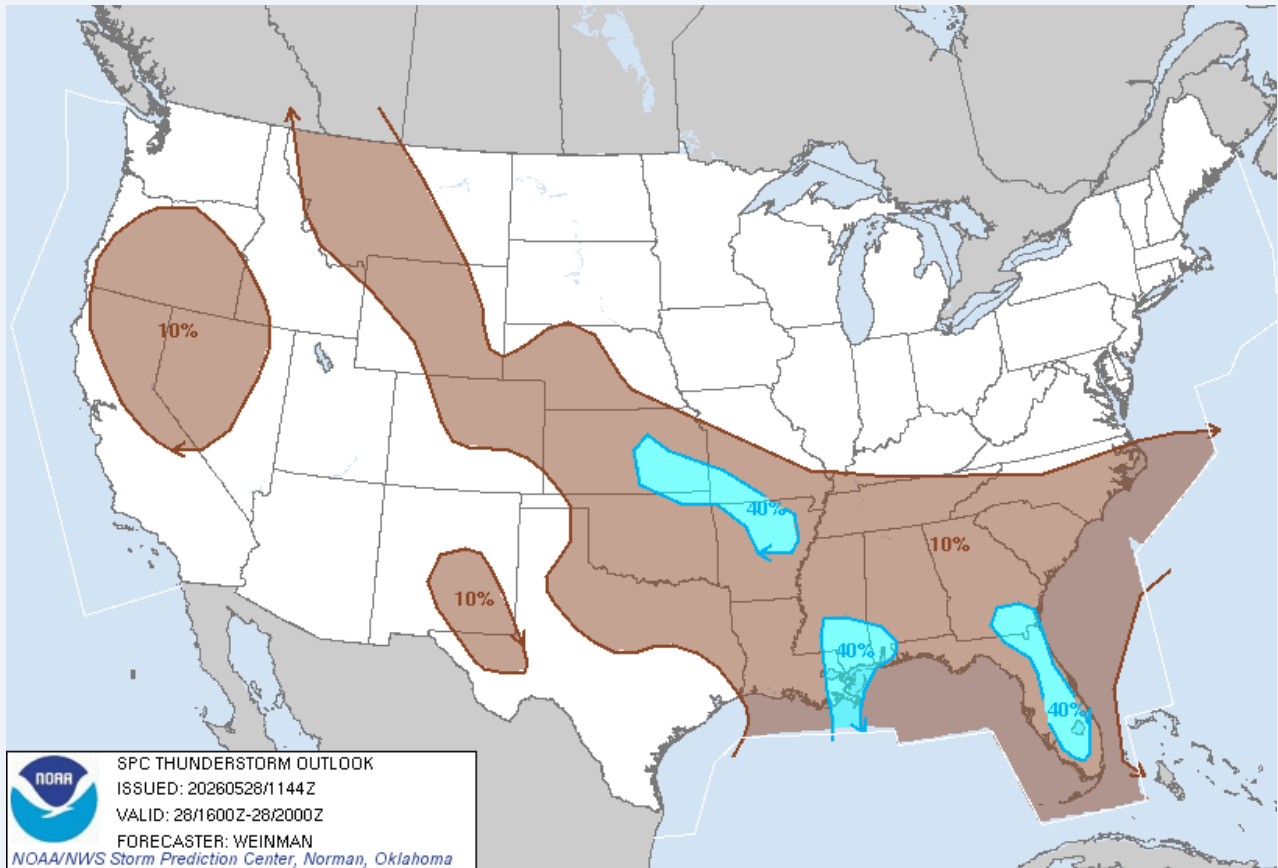 10%
40%
10%
10%
40%
40%
NOAA
SPC THUNDERSTORM OUTLOOK
ISSUED: 20260528/1144Z
VALID: 28/1600Z-28/2000Z
FORECASTER: WEINMAN
NOAA/NWS Storm Prediction Center, Norman, Oklahoma